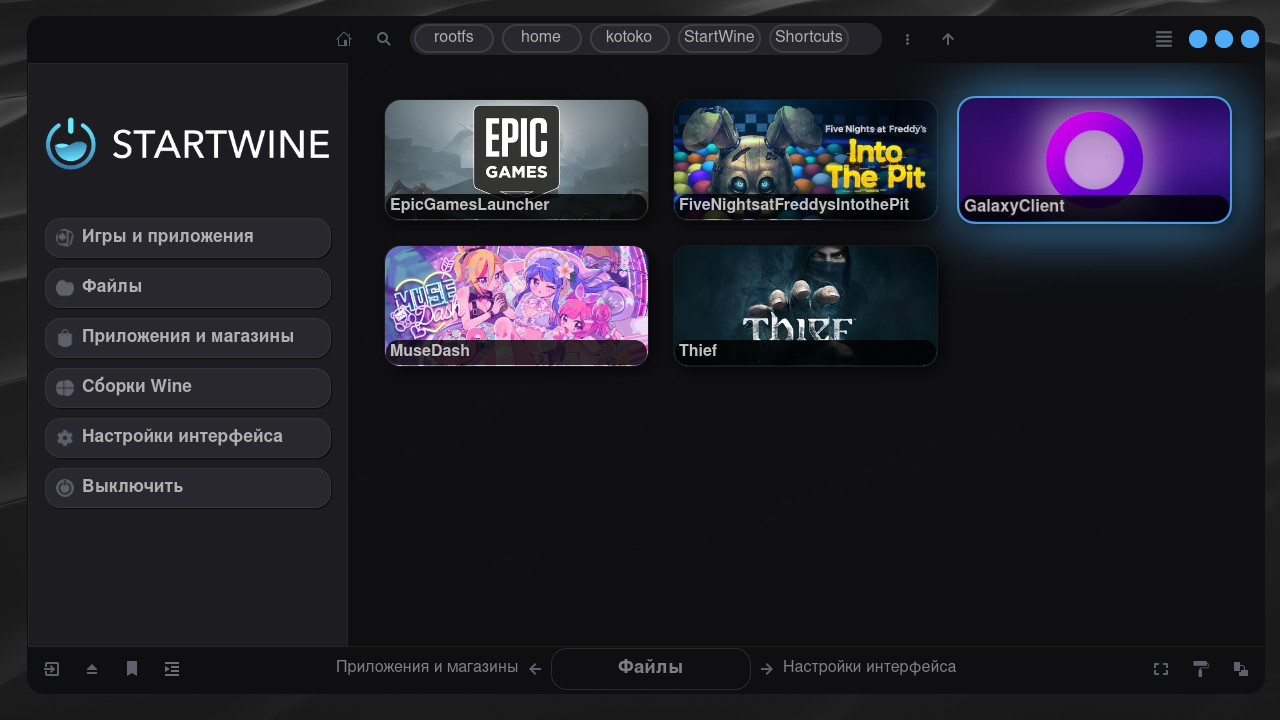 rootfs
home
kotoko
StartWine
Shortcuts
STARTWINE
Игры и приложения
Файлы
Приложения и магазины
Сборки Wine
Настройки интерфейса
Выключить
EPIC
GAMES
EpicGamesLauncher
Five Nights at Freddy's
Into
The Pit
FiveNightsatFreddysIntothePit
GalaxyClient
MUSE
Dash
MuseDash
THIEF
Thief
Приложения и магазины
Файлы
Настройки интерфейса